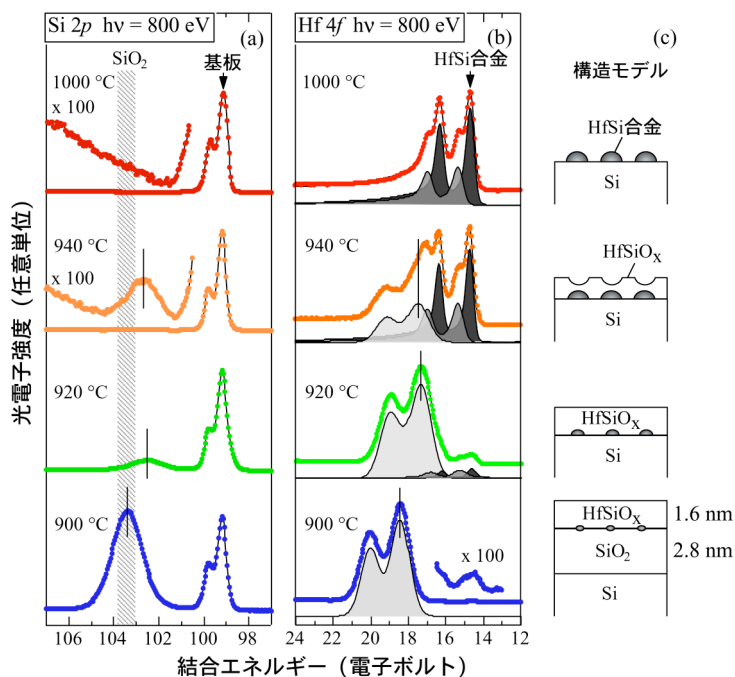 Si 2p hν = 800 eV
(a)
SiO₂
基板
1000 °C
x 100
940 °C
x 100
920 °C
900 °C
106 104 102 100 98
光電子強度（任意単位）
Hf 4f hν = 800 eV
(b)
HfSi合金
1000 °C
940 °C
920 °C
900 °C
x 100
24 22 20 18 16 14 12
結合エネルギー（電子ボルト）
(c)
構造モデル
HfSi合金
Si
HfSiOₓ
Si
HfSiOₓ
Si
HfSiOₓ 1.6 nm
SiO₂ 2.8 nm
Si